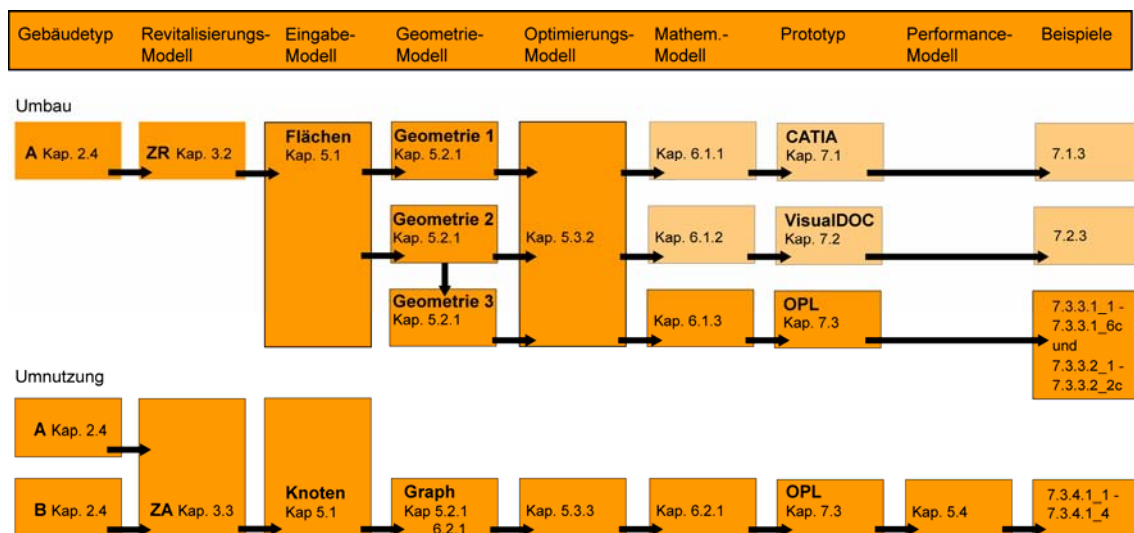 Gebäudetyp
Revitalisierungs-
Modell
Eingabe-
Modell
Geometrie-
Modell
Optimierungs-
Modell
Mathem.-
Modell
Prototyp
Performance-
Modell
Beispiele
Umbau
A Kap. 2.4
ZR Kap. 3.2
Flächen
Kap. 5.1
Geometrie 1
Kap. 5.2.1
Kap. 6.1.1
CATIA
Kap. 7.1
7.1.3
Geometrie 2
Kap. 5.2.1
Kap. 5.3.2
Kap. 6.1.2
VisualDOC
Kap. 7.2
7.2.3
Geometrie 3
Kap. 5.2.1
Kap. 6.1.3
OPL
Kap. 7.3
7.3.3.1_1 -
7.3.3.1_6c
und
7.3.3.2_1 -
7.3.3.2_2c
Umnutzung
A Kap. 2.4
B Kap. 2.4
ZA Kap. 3.3
Knoten
Kap 5.1
Graph
Kap 5.2.1
6.2.1
Kap. 5.3.3
Kap. 6.2.1
OPL
Kap. 7.3
Kap. 5.4
7.3.4.1_1 -
7.3.4.1_4